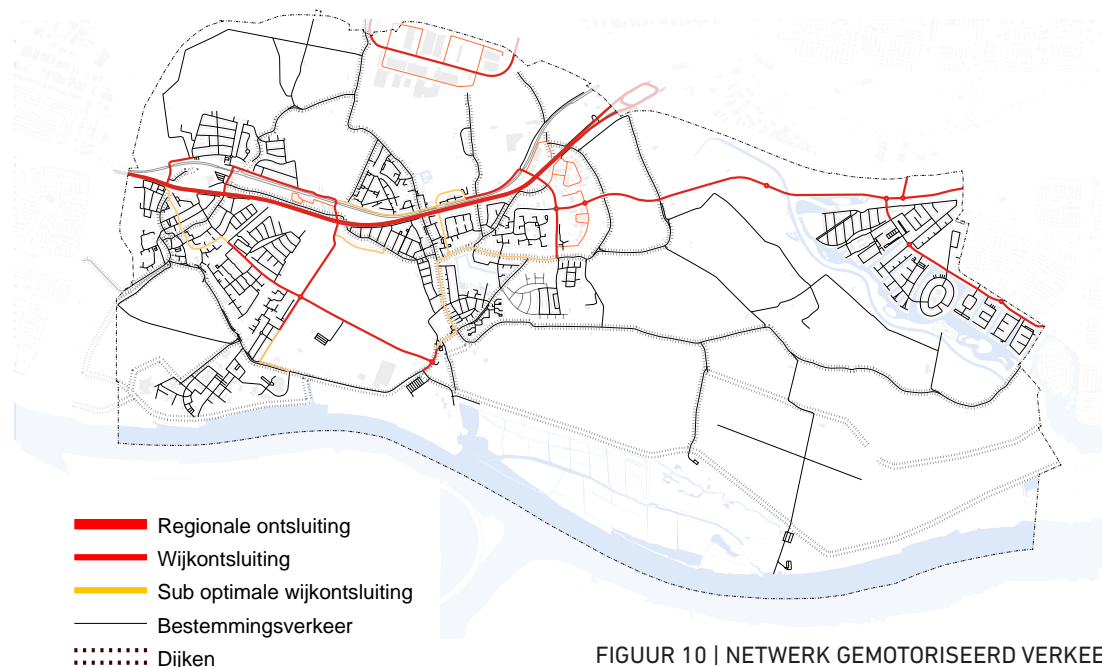 Regionale ontsluiting
Wijkontsluiting
Sub optimale wijkontsluiting
Bestemmingsverkeer
Dijken
FIGUUR 10 | NETWERK GEMOTORISEERD VERKEE